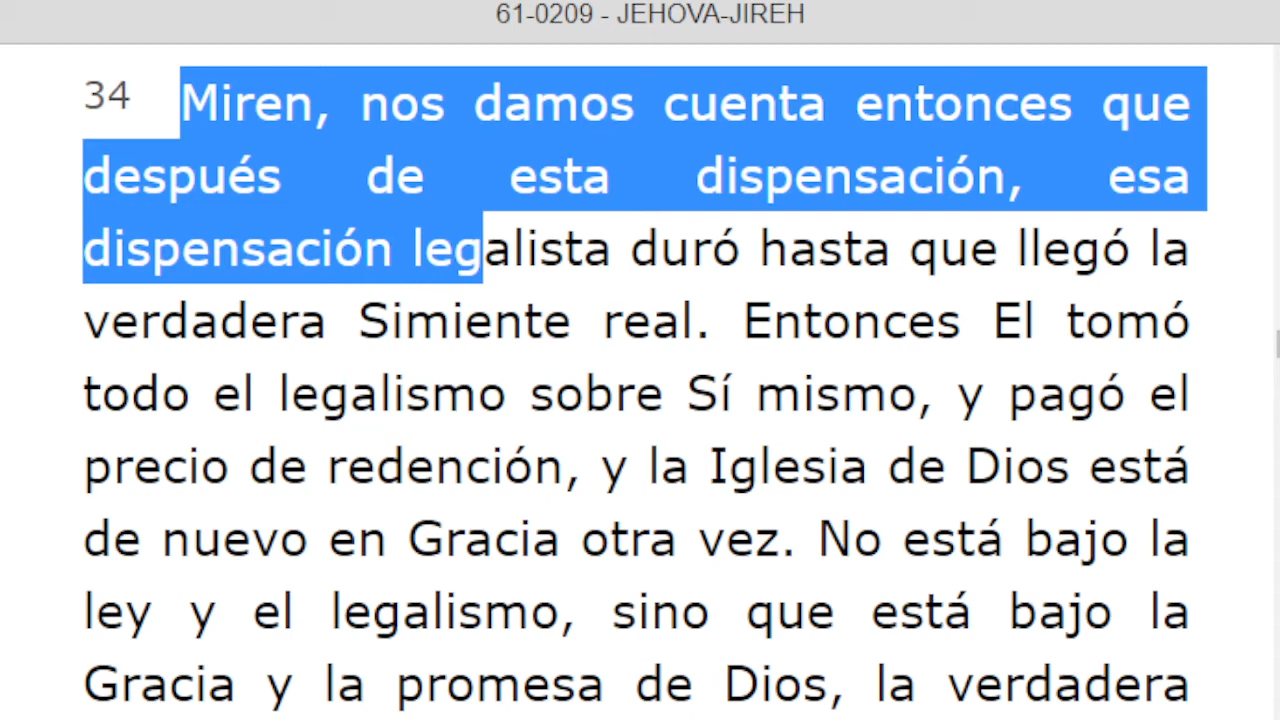 61-0209 - JEHOVA-JIREH
34 Miren, nos damos cuenta entonces que
después de esta dispensación, esa
dispensación legalista duró hasta que llegó la
verdadera Simiente real. Entonces El tomó
todo el legalismo sobre Sí mismo, y pagó el
precio de redención, y la Iglesia de Dios está
de nuevo en Gracia otra vez. No está bajo la
ley y el legalismo, sino que está bajo la
Gracia y la promesa de Dios, la verdadera